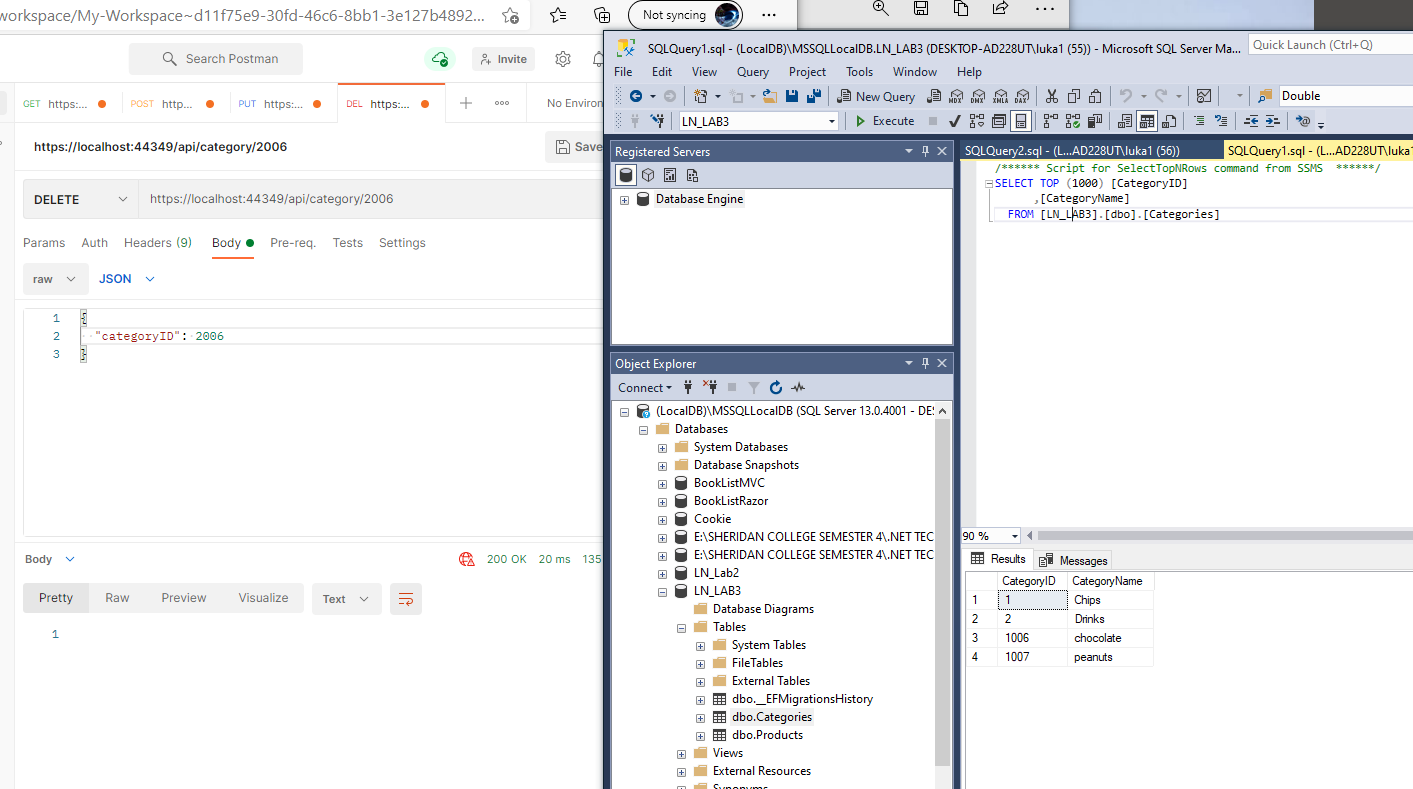 workspace/My-Workspace~d11f75e9-30fd-46c6-8bb1-3e127b4892...
Not syncing
Search Postman
Invite
GET https:...
POST http...
PUT https:...
DEL https:...
No Environ
https://localhost:44349/api/category/2006
Save
DELETE
https://localhost:44349/api/category/2006
Params Auth Headers (9) Body Pre-req. Tests Settings
raw JSON
1 {
2 "categoryID": 2006
3 }
Body
200 OK 20 ms 135
Pretty Raw Preview Visualize Text
1
SQLQuery1.sql - (LocalDB)\MSSQLLocalDB.LN_LAB3 (DESKTOP-AD228UT\luka1 (55)) - Microsoft SQL Server Ma...
Quick Launch (Ctrl+Q)
File Edit View Query Project Tools Window Help
New Query
MDX DMX XMLA DAX
Double
LN_LAB3
Execute
Registered Servers
Database Engine
Object Explorer
Connect
(LocalDB)\MSSQLLocalDB (SQL Server 13.0.4001 - DES
Databases
System Databases
Database Snapshots
BookListMVC
BookListRazor
Cookie
E:\SHERIDAN COLLEGE SEMESTER 4\.NET TEC
E:\SHERIDAN COLLEGE SEMESTER 4\.NET TEC
LN_Lab2
LN_LAB3
Database Diagrams
Tables
System Tables
FileTables
External Tables
dbo.__EFMigrationsHistory
dbo.Categories
dbo.Products
Views
External Resources
Synonyms
SQLQuery2.sql - (L...AD228UT\luka1 (56))
SQLQuery1.sql - (L...AD228UT\luka1
/****** Script for SelectTopNRows command from SSMS ******/
SELECT TOP (1000) [CategoryID]
,[CategoryName]
FROM [LN_LAB3].[dbo].[Categories]
90 %
Results Messages
CategoryID CategoryName
1 1 Chips
2 2 Drinks
3 1006 chocolate
4 1007 peanuts